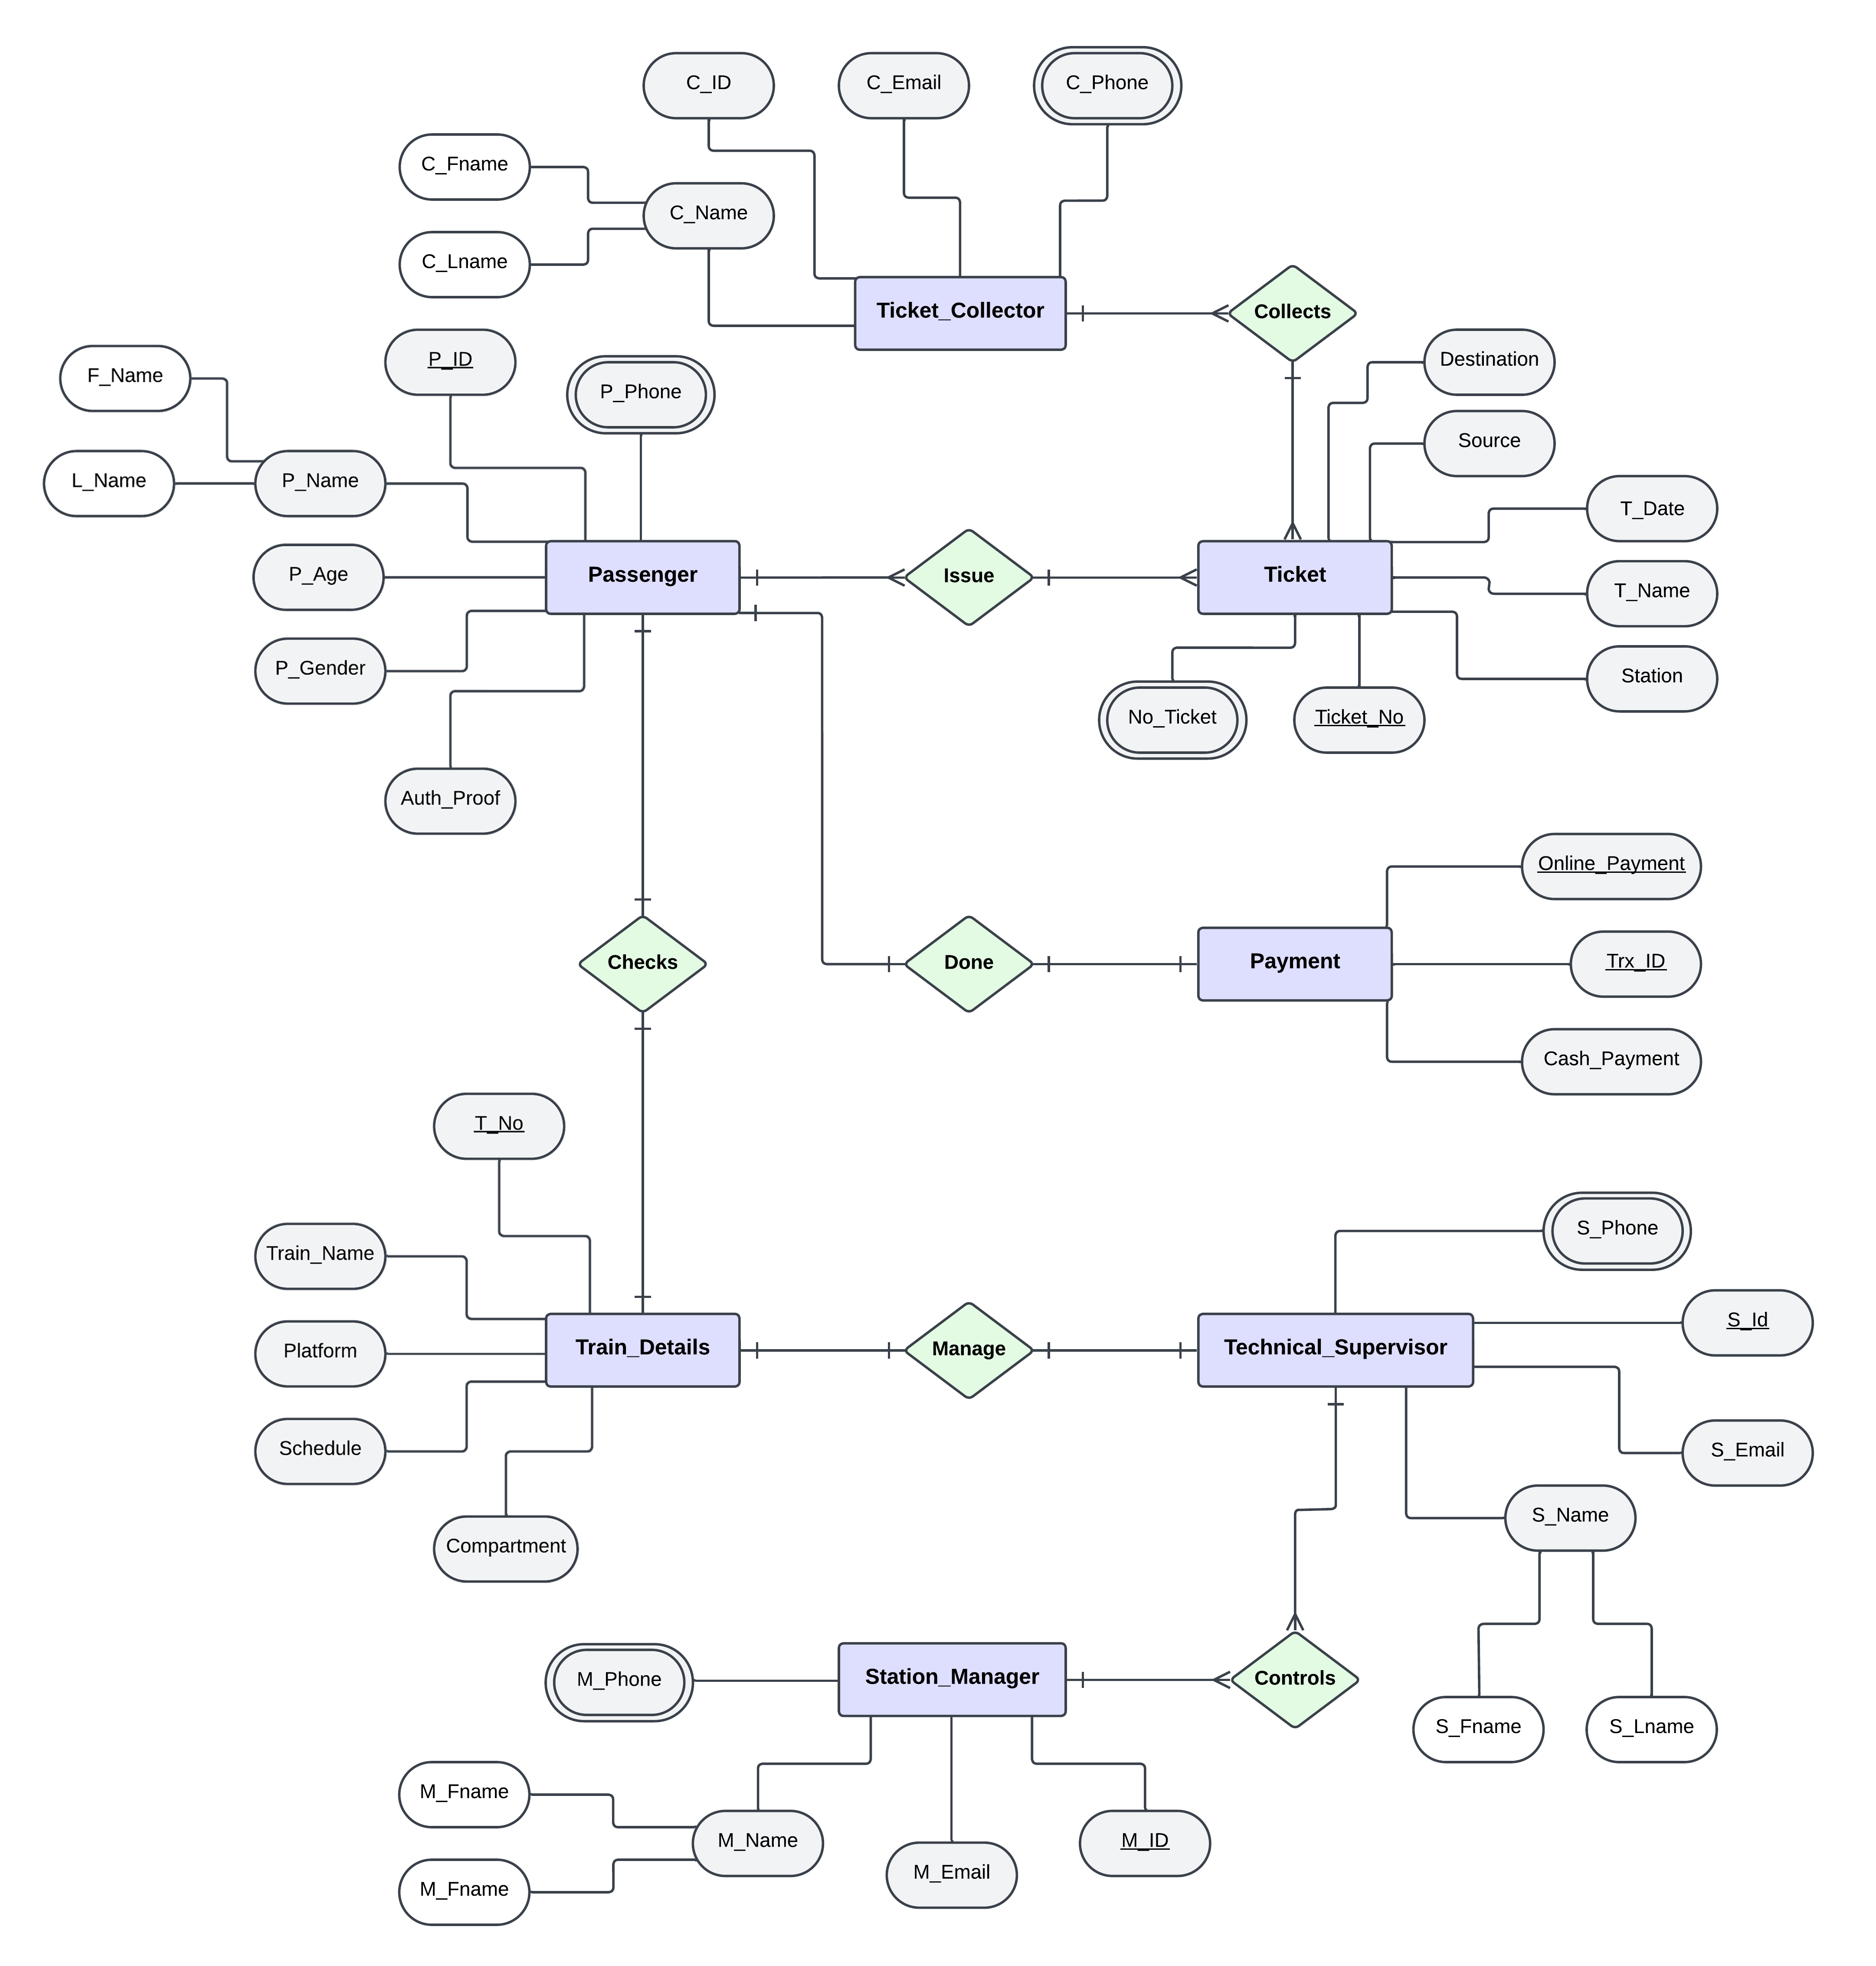 C_ID
C_Email
C_Phone
C_Fname
C_Name
C_Lname
Ticket_Collector
Collects
P_ID
Destination
F_Name
P_Phone
Source
L_Name
P_Name
T_Date
Passenger
Issue
Ticket
P_Age
T_Name
P_Gender
Station
No_Ticket
Ticket_No
Auth_Proof
Online_Payment
Checks
Done
Payment
Trx_ID
Cash_Payment
T_No
S_Phone
Train_Name
S_Id
Platform
Train_Details
Manage
Technical_Supervisor
Schedule
S_Email
Compartment
S_Name
M_Phone
Station_Manager
Controls
S_Fname
S_Lname
M_Fname
M_Name
M_ID
M_Email
M_Fname